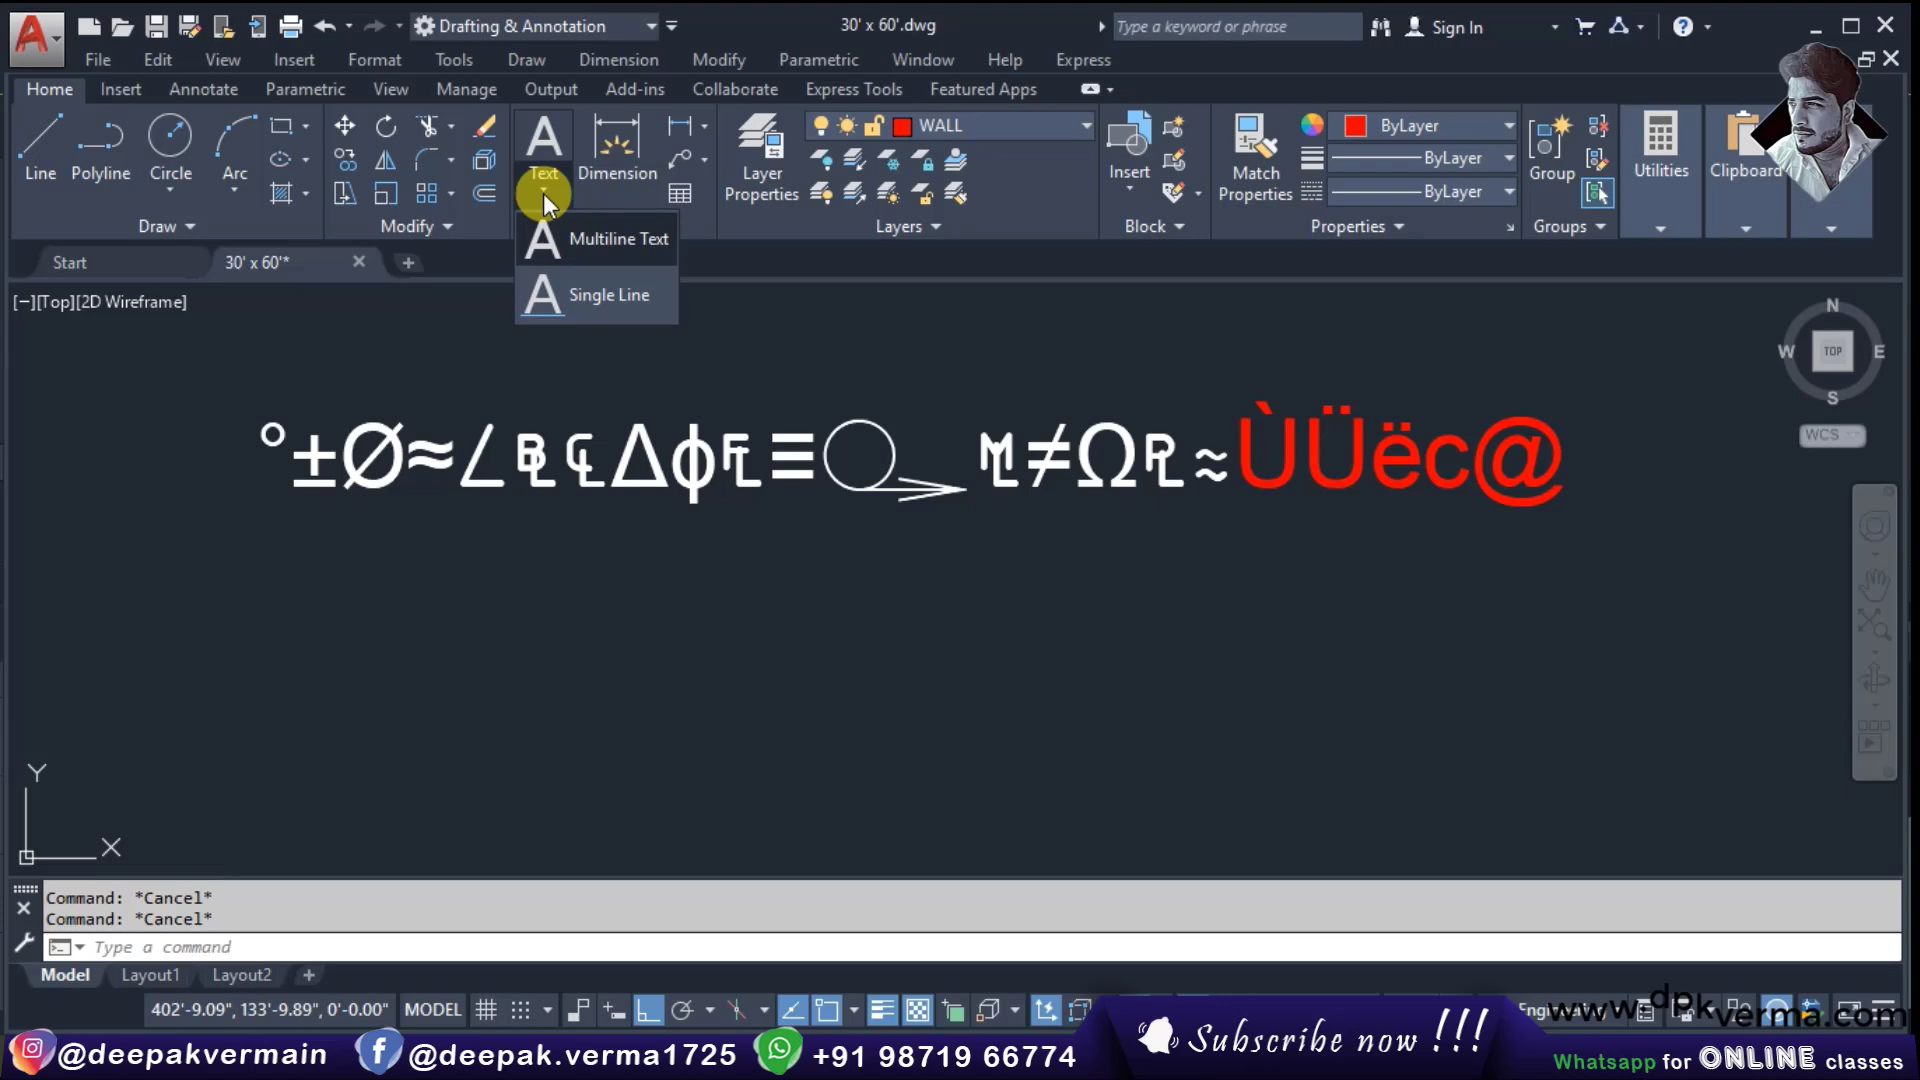 Drafting & Annotation
30' x 60'.dwg
Type a keyword or phrase
Sign In
File Edit View Insert Format Tools Draw Dimension Modify Parametric Window Help Express
Home Insert Annotate Parametric View Manage Output Add-ins Collaborate Express Tools Featured Apps
Line Polyline Circle Arc
Text
Dimension
Layer Properties
WALL
Insert
Match Properties
ByLayer
ByLayer
ByLayer
Group
Utilities
Clipboard
Draw Modify Layers Block Properties Groups
Multiline Text
Single Line
Start
30' x 60'*
[−][Top][2D Wireframe]
N
W TOP E
S
WCS
°±Ø≈∠℄Δϕ≡≠Ω≈ÙÜëc@
Y
X
Command: *Cancel*
Command: *Cancel*
Type a command
Model Layout1 Layout2
402'-9.09", 133'-9.89", 0'-0.00"
MODEL
Engineering
www.dpkverma.com
@deepakvermain
@deepak.verma1725
+91 98719 66774
Subscribe now !!!
Whatsapp for ONLINE classes